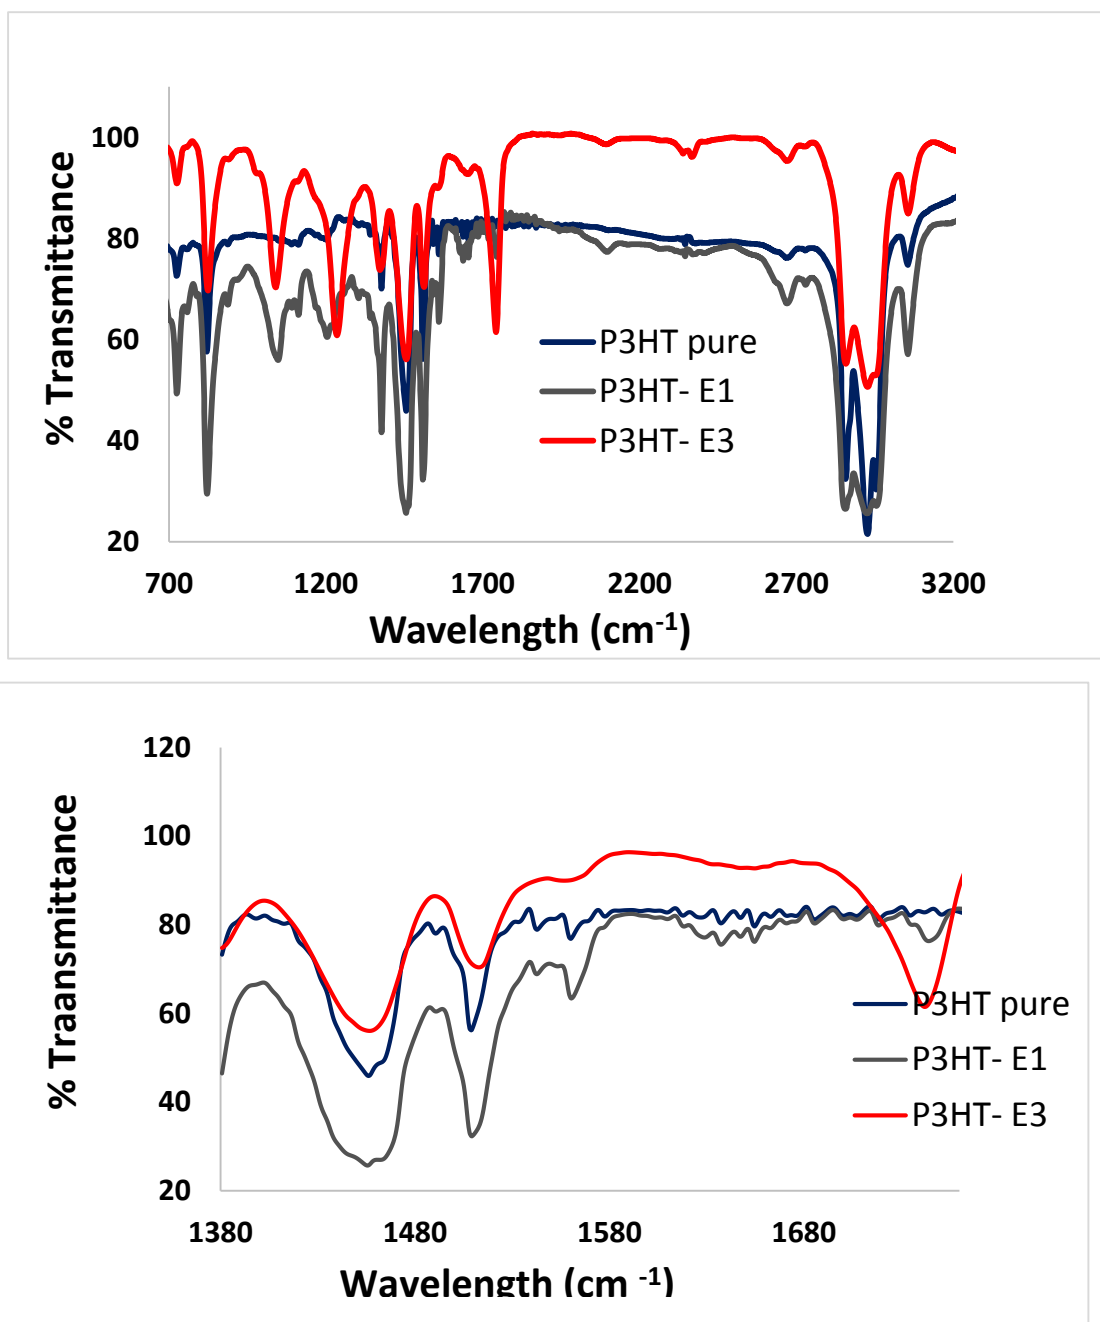 100
80
60
40
20
% Transmittance
P3HT pure
P3HT- E1
P3HT- E3
700 1200 1700 2200 2700 3200
Wavelength (cm-1)
120
100
80
60
40
20
% Traansmittance
P3HT pure
P3HT- E1
P3HT- E3
1380 1480 1580 1680
Wavelength (cm -1)